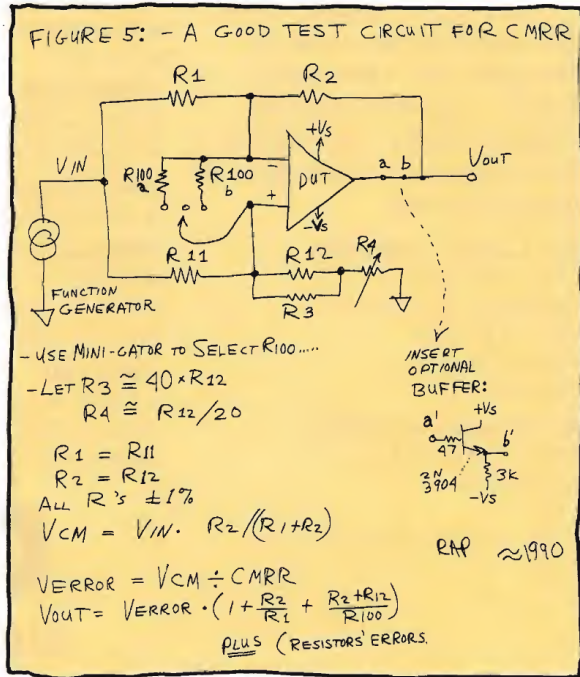 FIGURE 5: - A GOOD TEST CIRCUIT FOR CMRR
R1
R2
VIN
R100
a
R100
b
-
+
DUT
+Vs
-Vs
a b
VOUT
R11
R12
R4
R3
FUNCTION
GENERATOR
- USE MINI-GATOR TO SELECT R100.....
- LET R3 ≅ 40 × R12
R4 ≅ R12/20
R1 = R11
R2 = R12
ALL R's ±1%
VCM = VIN · R2/(R1+R2)
VERROR = VCM ÷ CMRR
VOUT = VERROR · (1 + R2/R1 + R2+R12/R100)
PLUS (RESISTORS' ERRORS.
INSERT
OPTIONAL
BUFFER:
+Vs
a'
b'
47
2N
3904
3K
-Vs
RAP ≈1990